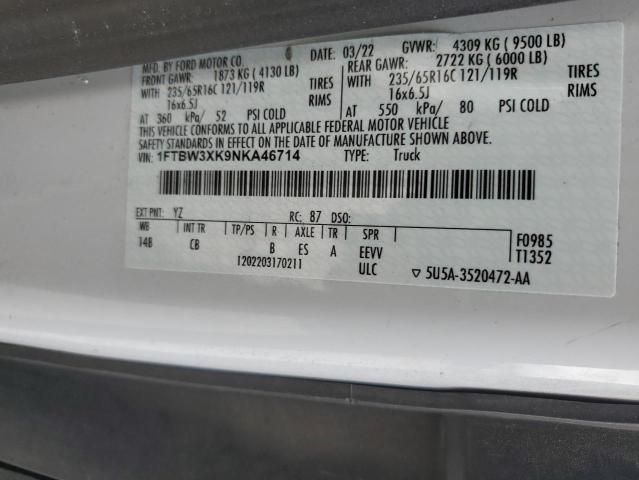 MFD. BY FORD MOTOR CO. DATE: 03/22 GVWR: 4309 KG ( 9500 LB)
FRONT GAWR: 1873 KG ( 4130 LB) REAR GAWR: 2722 KG ( 6000 LB)
WITH 235/65R16C 121/119R TIRES WITH 235/65R16C 121/119R TIRES
16x6.5J RIMS 16x6.5J RIMS
AT 360 kPa/ 52 PSI COLD AT 550 kPa/ 80 PSI COLD
THIS VEHICLE CONFORMS TO ALL APPLICABLE FEDERAL MOTOR VEHICLE
SAFETY STANDARDS IN EFFECT ON THE DATE OF MANUFACTURE SHOWN ABOVE.
VIN: 1FTBW3XK9NKA46714 TYPE: Truck
EXT PNT: YZ RC: 87 DSO:
WB INT TR TP/PS R AXLE TR SPR
148 CB B ES A EEVV
ULC
F0985
T1352
1202203170211
▽ 5U5A-3520472-AA